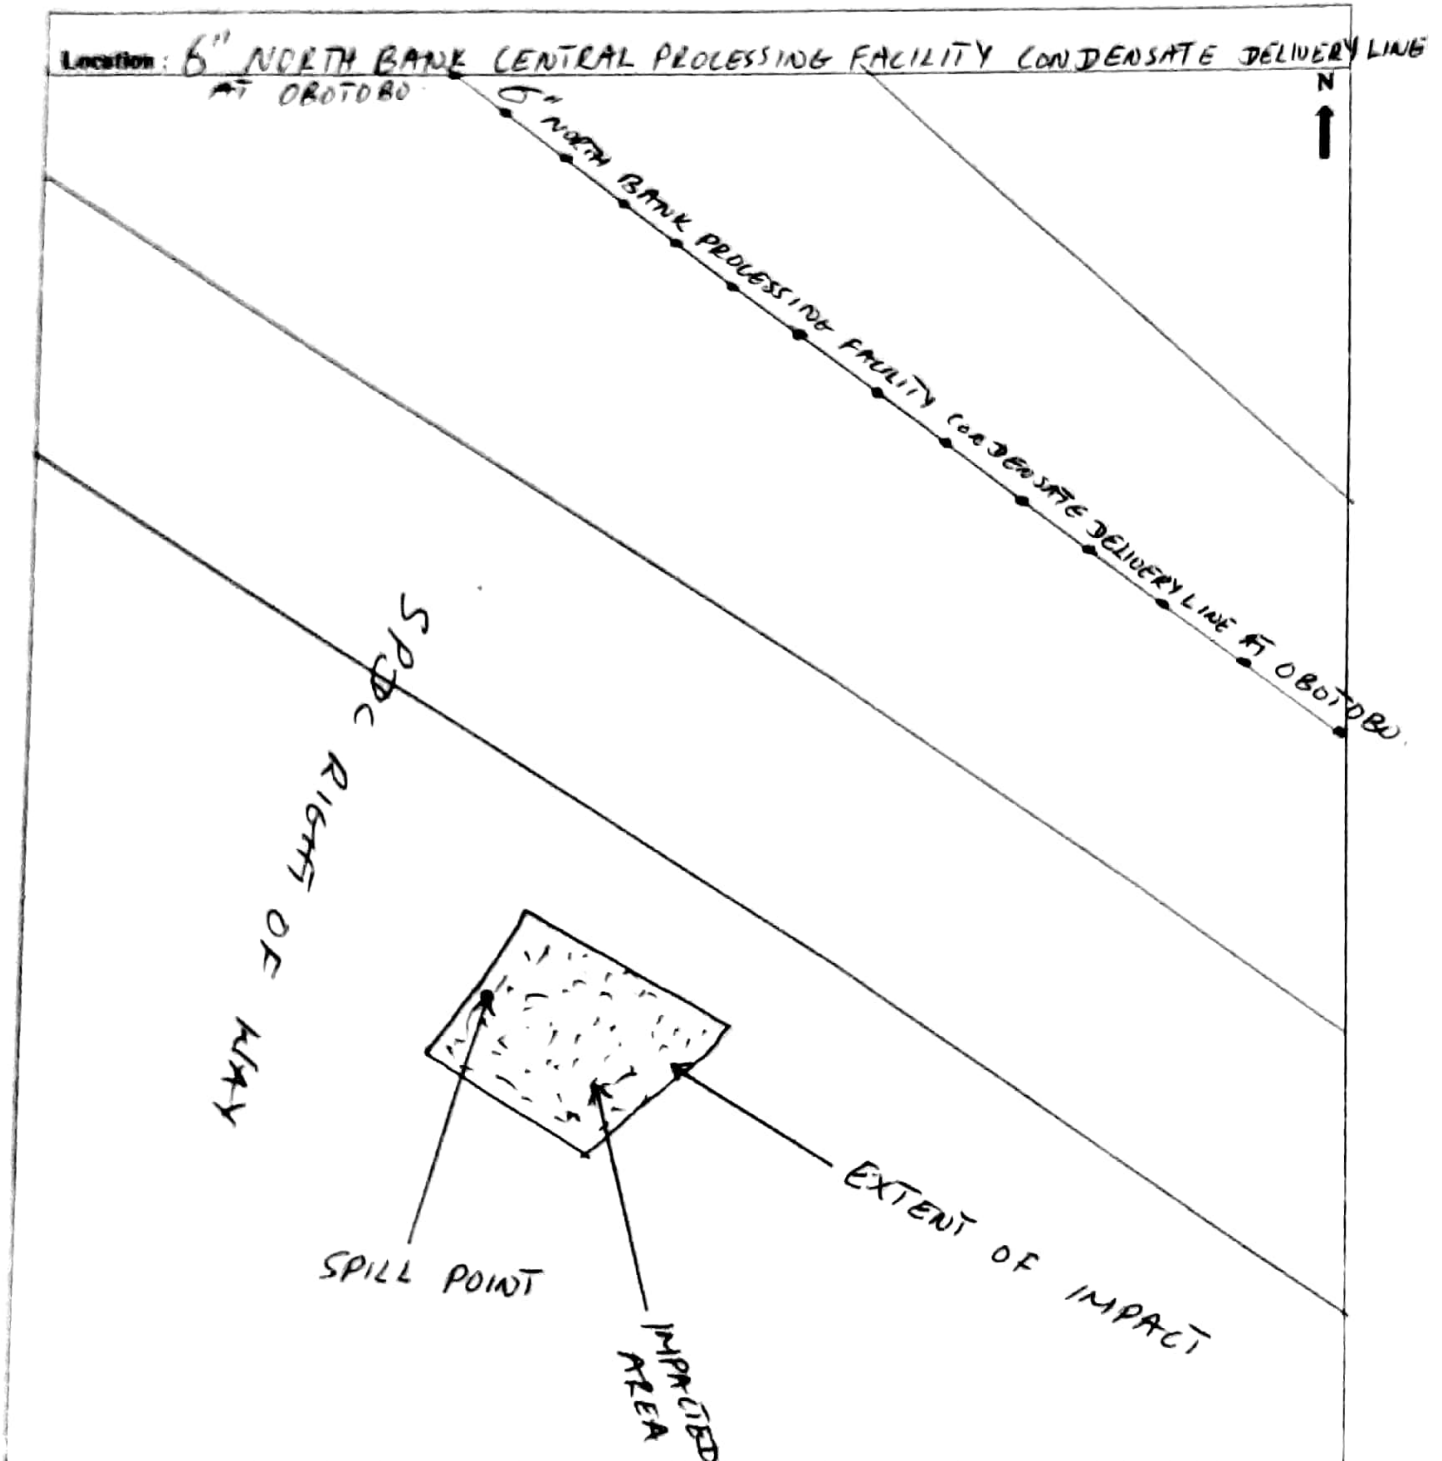 Location: 6" NORTH BANK CENTRAL PROCESSING FACILITY CONDENSATE DELIVERY LINE
AT OBOTOBO.
N
6" NORTH BANK PROCESSING FACILITY CONDENSATE DELIVERY LINE AT OBOTOBO.
SPDC RIGHT OF WAY
EXTENT OF IMPACT
SPILL POINT
IMPACTED
AREA